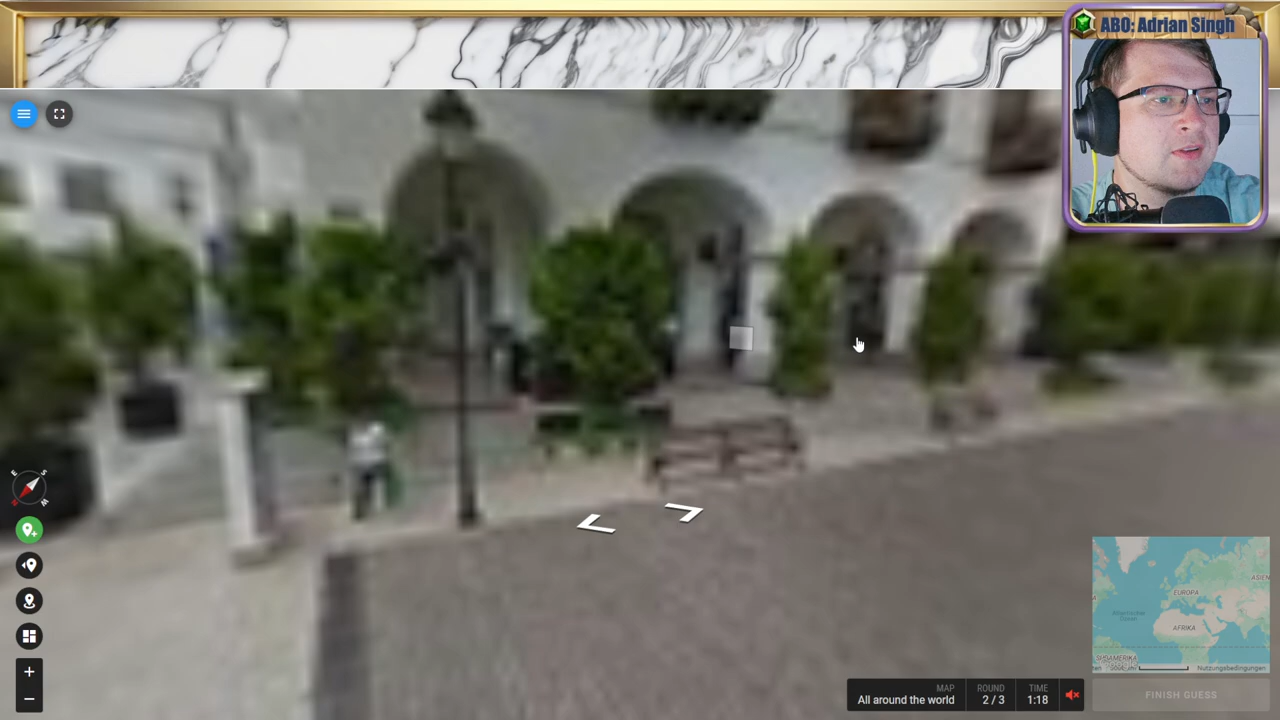 ABO: Adrian Singh
ASIEN
EUROPA
Atlantischer
Ozean
AFRIKA
SÜDAMERIKA
Nutzungsbedingungen
MAP
All around the world
ROUND
2 / 3
TIME
1:18
FINISH GUESS